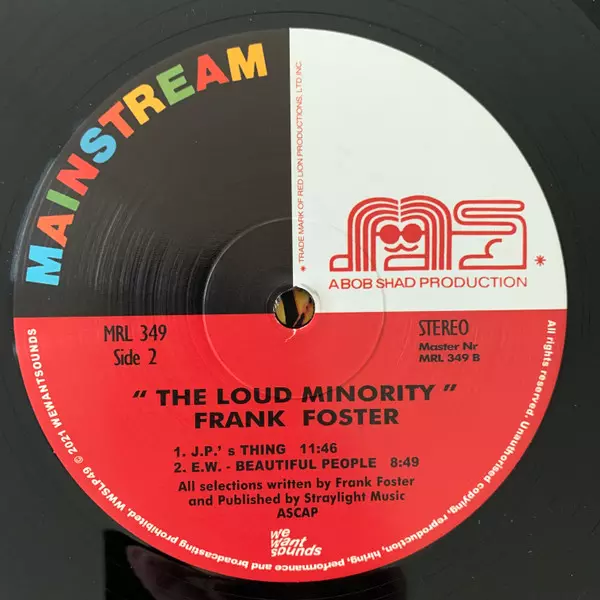 MAINSTREAM
* TRADE MARK OF RED LION PRODUCTIONS, LTD INC.
ms.
*
A BOB SHAD PRODUCTION
MRL 349
Side 2
STEREO
Master Nr
MRL 349 B
" THE LOUD MINORITY "
FRANK FOSTER
1. J.P.' s THING 11:46
2. E.W. - BEAUTIFUL PEOPLE 8:49
All selections written by Frank Foster
and Published by Straylight Music
ASCAP
we
want
sounds
All rights reserved. Unauthorised copying, reproduction, hiring, performance and broadcasting prohibited. WWSLP49 © 2021 WEWANTSOUNDS